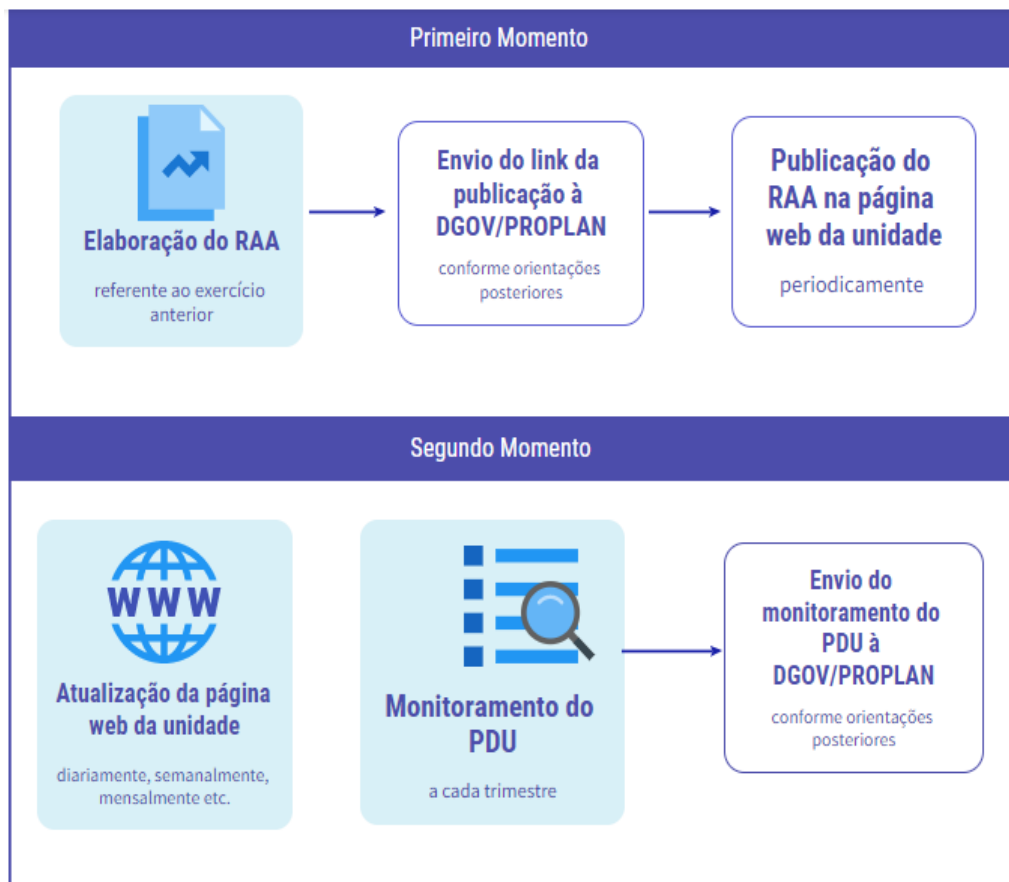 Primeiro Momento
Elaboração do RAA
referente ao exercício
anterior
Envio do link da
publicação à
DGOV/PROPLAN
conforme orientações
posteriores
Publicação do
RAA na página
web da unidade
periodicamente
Segundo Momento
WWW
Atualização da página
web da unidade
diariamente, semanalmente,
mensalmente etc.
Monitoramento do
PDU
a cada trimestre
Envio do
monitoramento do
PDU à
DGOV/PROPLAN
conforme orientações
posteriores